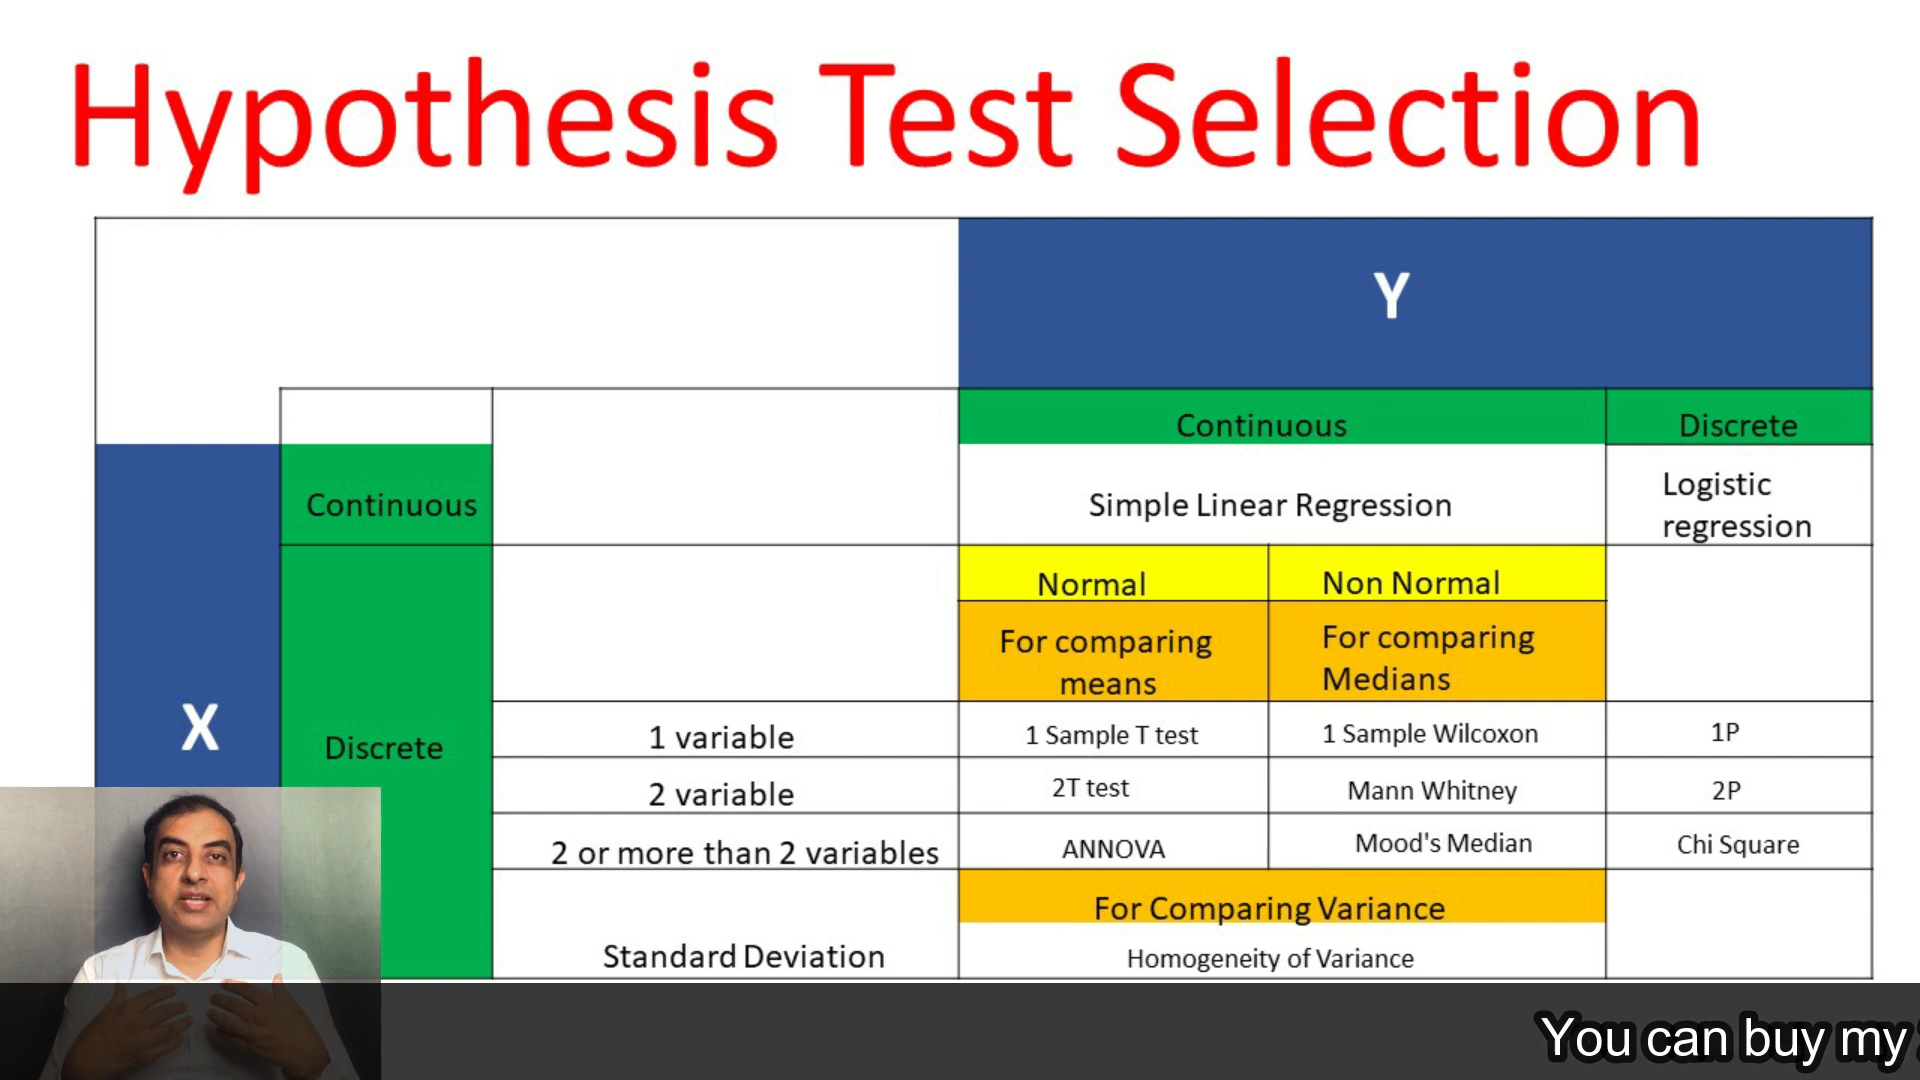 Hypothesis Test Selection
Y
Continuous
Discrete
Continuous
Simple Linear Regression
Logistic
regression
Normal
Non Normal
For comparing
means
For comparing
Medians
X
Discrete
1 variable
1 Sample T test
1 Sample Wilcoxon
1P
2 variable
2T test
Mann Whitney
2P
2 or more than 2 variables
ANNOVA
Mood's Median
Chi Square
For Comparing Variance
Standard Deviation
Homogeneity of Variance
You can buy my